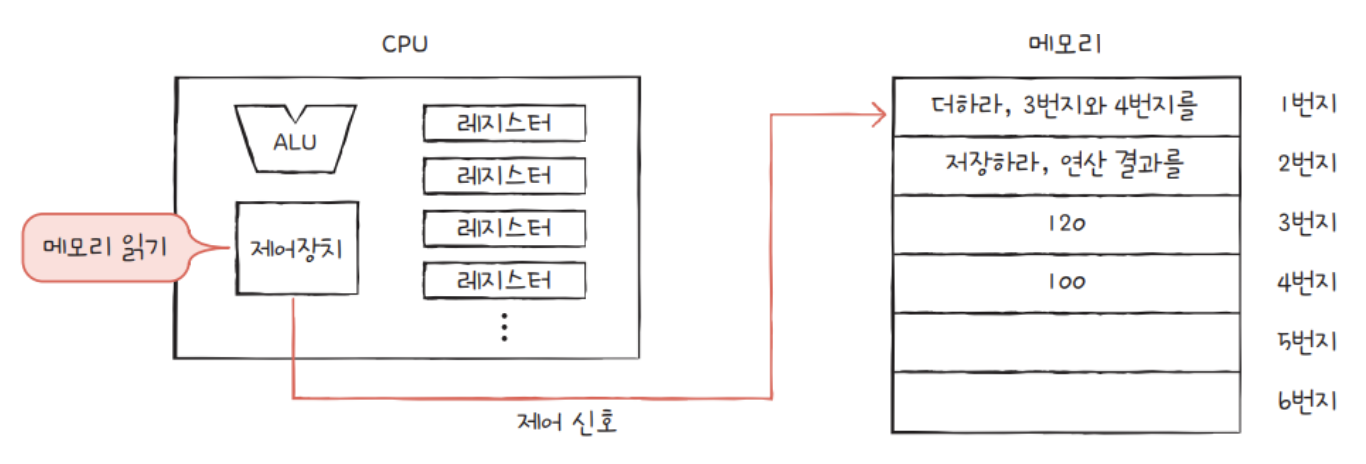 CPU
ALU
레지스터
레지스터
레지스터
레지스터
제어장치
메모리 읽기
제어 신호
메모리
더하라, 3번지와 4번지를 1번지
저장하라, 연산 결과를 2번지
120 3번지
100 4번지
5번지
6번지